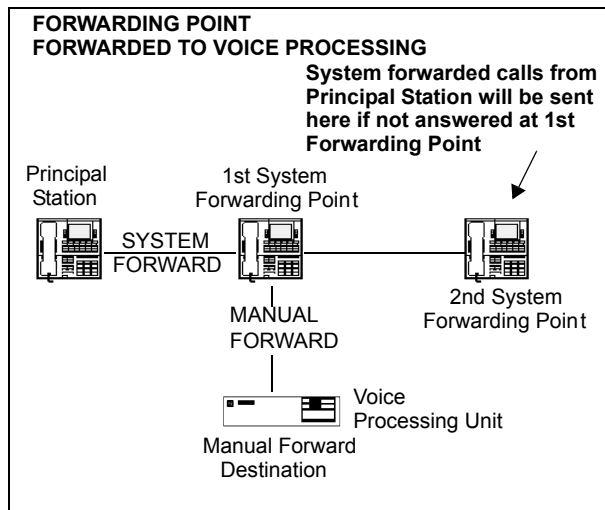 FORWARDING POINT
FORWARDED TO VOICE PROCESSING
System forwarded calls from
Principal Station will be sent
here if not answered at 1st
Forwarding Point
Principal
Station
1st System
Forwarding Point
SYSTEM
FORWARD
2nd System
Forwarding Point
MANUAL
FORWARD
Voice
Processing Unit
Manual Forward
Destination